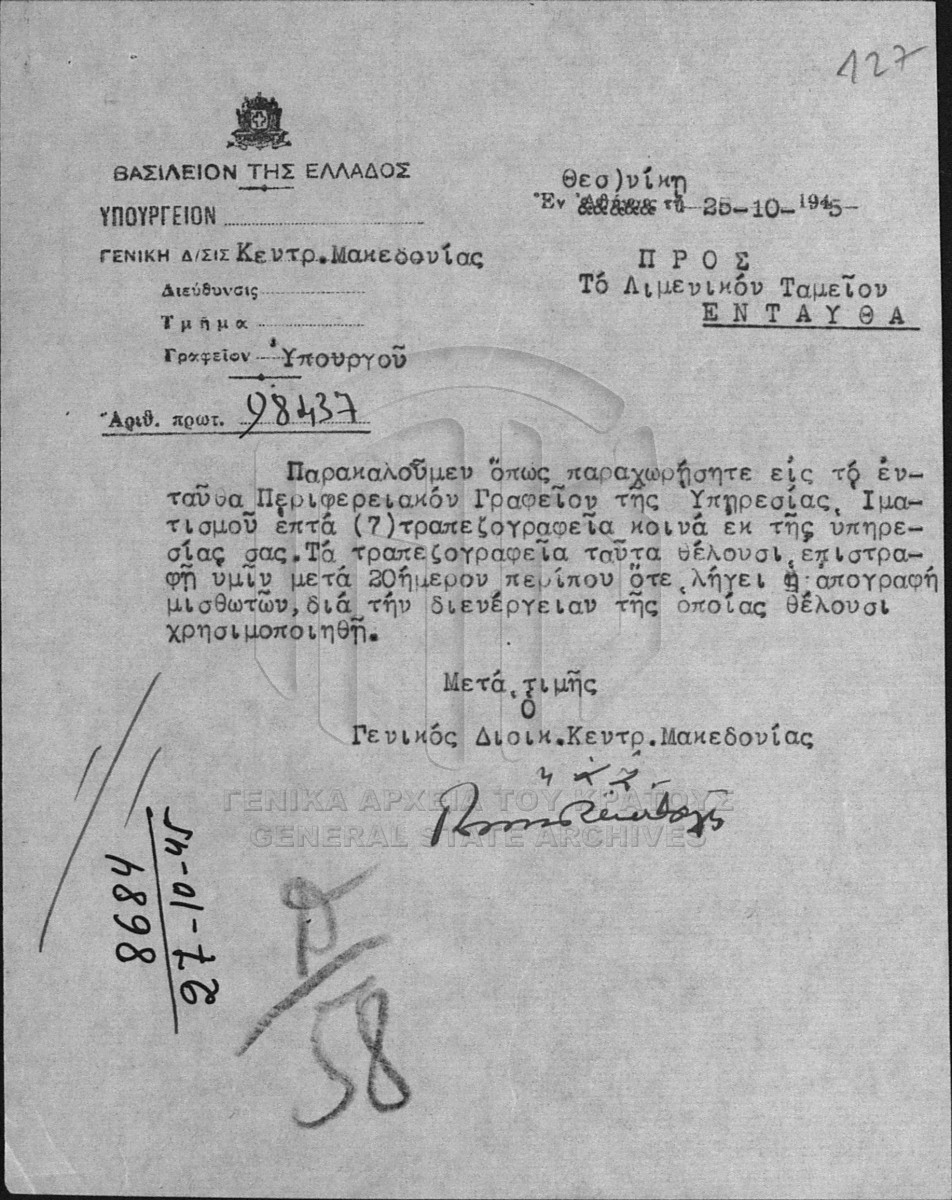 127
ΒΑΣΙΛΕΙΟΝ ΤΗΣ ΕΛΛΑΔΟΣ
ΥΠΟΥΡΓΕΙΟΝ
ΓΕΝΙΚΗ Δ/ΣΙΣ Κεντρ.Μακεδονίας
Διεύθυνσις
Τμῆμα
Γραφεῖον Ὑπουργοῦ
Ἀριθ. πρωτ. 98437
Θεσ)νίκη
Ἐν Ἀθήναις τῇ 25-10-1945
ΠΡΟΣ
Τό Λιμενικόν Ταμεῖον
ΕΝΤΑΥΘΑ
Παρακαλοῦμεν ὅπως παραχωρήσητε εἰς τό ἐν-
ταῦθα Περιφερειακόν Γραφεῖον τῆς Ὑπηρεσίας Ἱμα-
τισμοῦ ἑπτά (7)τραπεζογραφεῖα κοινά ἐκ τῆς ὑπηρε-
σίας σας.Τά τραπεζογραφεῖα ταῦτα θέλουσι ἐπιστρα-
φῇ ὑμῖν μετά 20ήμερον περίπου ὅτε λήγει ἡ ἀπογραφή
μισθωτῶν,διά τήν διενέργειαν τῆς ὁποίας θέλουσι
χρησιμοποιηθῇ.
Μετά τιμῆς
Ὁ
Γενικός Διοικ.Κεντρ.Μακεδονίας
ΓΕΝΙΚΑ ΑΡΧΕΙΑ ΤΟΥ ΚΡΑΤΟΥΣ
GENERAL STATE ARCHIVES
8684
27-10-45
58